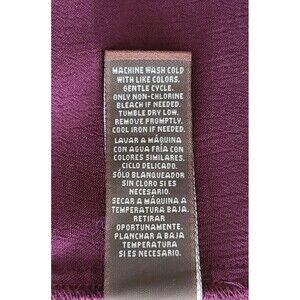 MACHINE WASH COLD
WITH LIKE COLORS,
GENTLE CYCLE.
ONLY NON-CHLORINE
BLEACH IF NEEDED.
TUMBLE DRY LOW,
REMOVE PROMPTLY.
COOL IRON IF NEEDED.
LAVAR A MÁQUINA
CON AGUA FRÍA CON
COLORES SIMILARES,
CICLO DELICADO.
SÓLO BLANQUEADOR
SIN CLORO SI ES
NECESARIO.
SECAR A MÁQUINA A
TEMPERATURA BAJA.
RETIRAR
OPORTUNAMENTE.
PLANCHAR A BAJA
TEMPERATURA
SI ES NECESARIO.